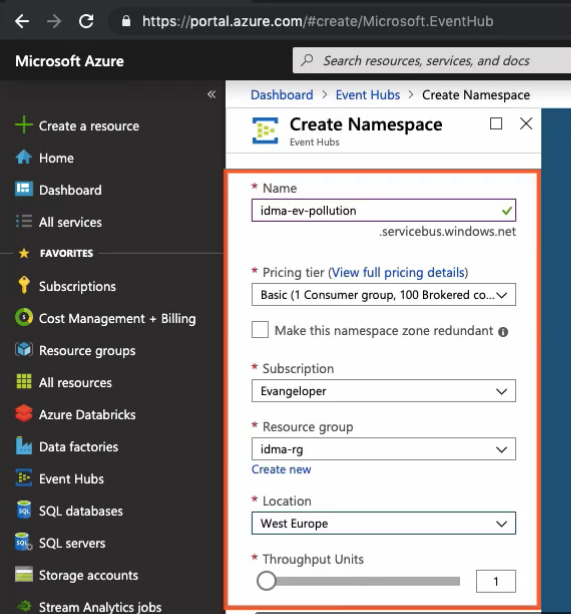 https://portal.azure.com/#create/Microsoft.EventHub
Microsoft Azure
Search resources, services, and docs
«
Create a resource
Home
Dashboard
All services
FAVORITES
Subscriptions
Cost Management + Billing
Resource groups
All resources
Azure Databricks
Data factories
Event Hubs
SQL databases
SQL servers
Storage accounts
Stream Analytics jobs
Dashboard > Event Hubs > Create Namespace
Create Namespace
Event Hubs
* Name
idma-ev-pollution
.servicebus.windows.net
* Pricing tier (View full pricing details)
Basic (1 Consumer group, 100 Brokered co...
Make this namespace zone redundant
* Subscription
Evangeloper
* Resource group
idma-rg
Create new
* Location
West Europe
* Throughput Units
1